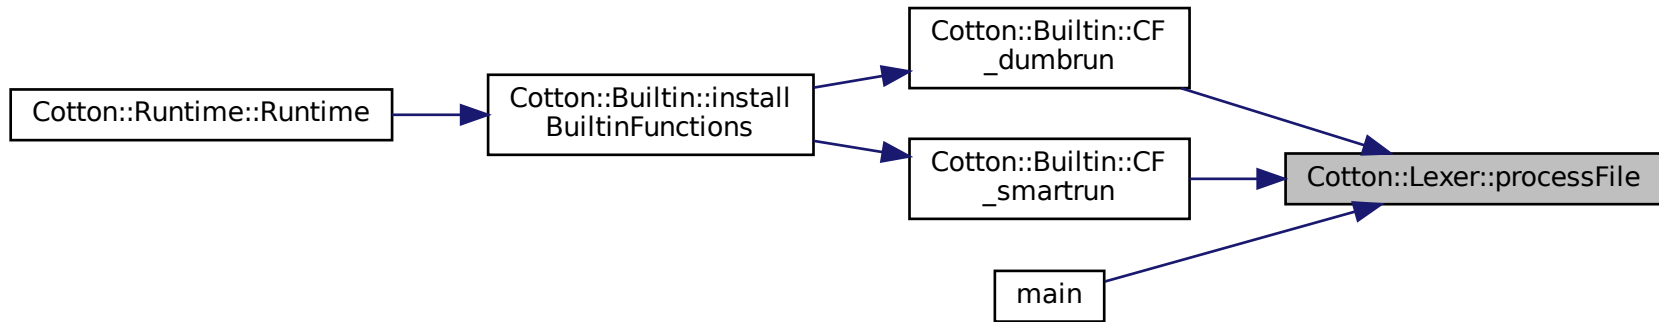 Cotton::Runtime::Runtime
Cotton::Builtin::install
BuiltinFunctions
Cotton::Builtin::CF
_dumbrun
Cotton::Builtin::CF
_smartrun
main
Cotton::Lexer::processFile